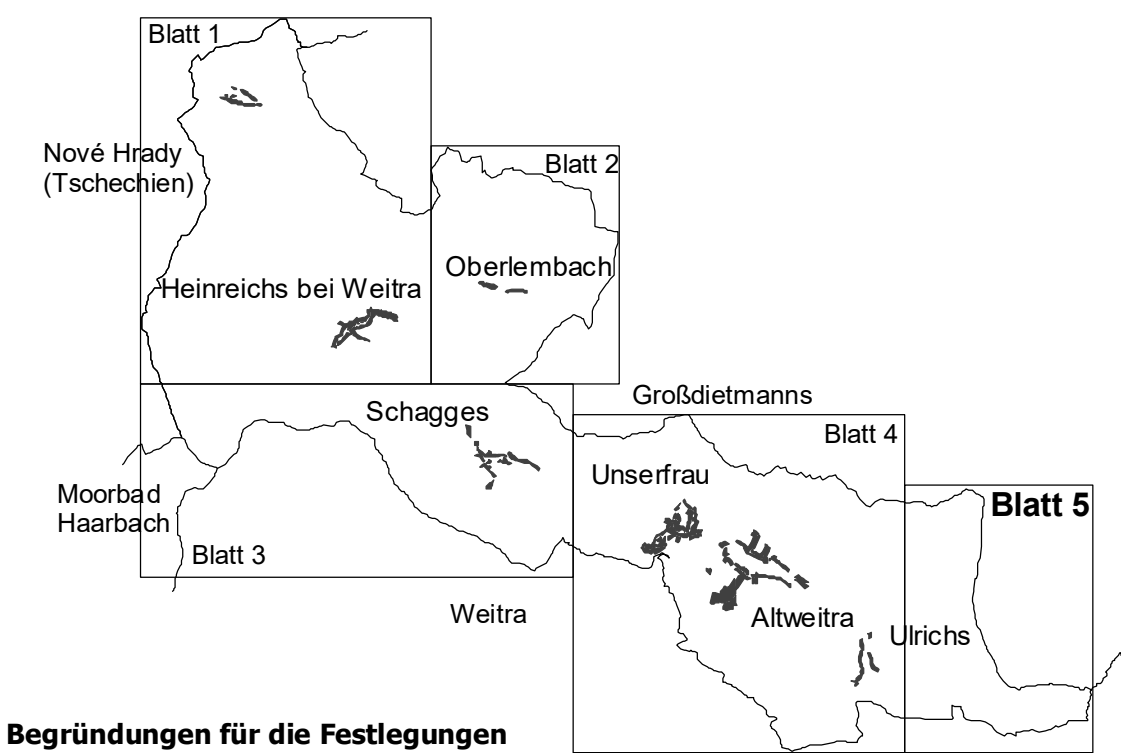 Blatt 1
Nové Hrady
(Tschechien)
Blatt 2
Oberlembach
Heinreichs bei Weitra
Großdietmanns
Schagges
Blatt 4
Unserfrau
Moorbad
Haarbach
Blatt 5
Blatt 3
Weitra
Altweitra
Ulrichs
Begründungen für die Festlegungen